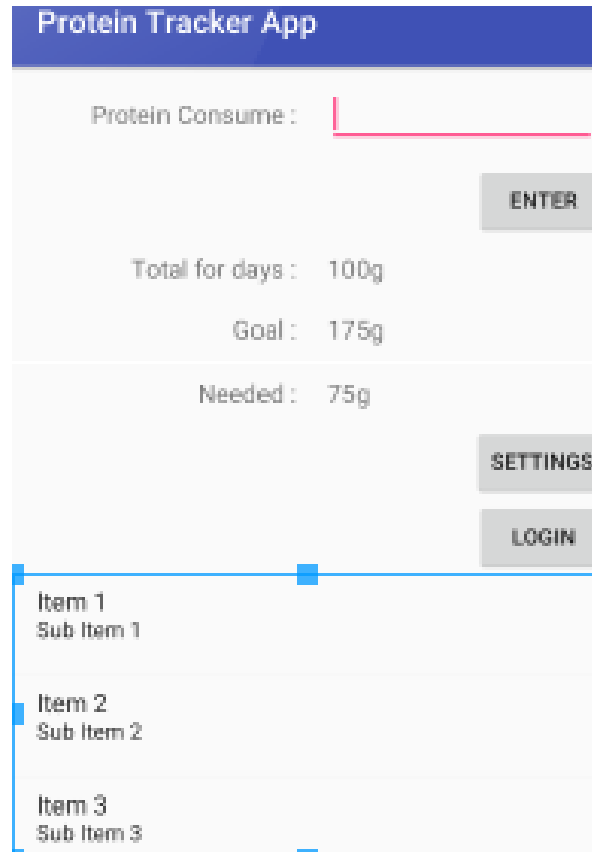 Protein Tracker App
Protein Consume :
ENTER
Total for days : 100g
Goal : 175g
Needed : 75g
SETTINGS
LOGIN
Item 1
Sub Item 1
Item 2
Sub Item 2
Item 3
Sub Item 3